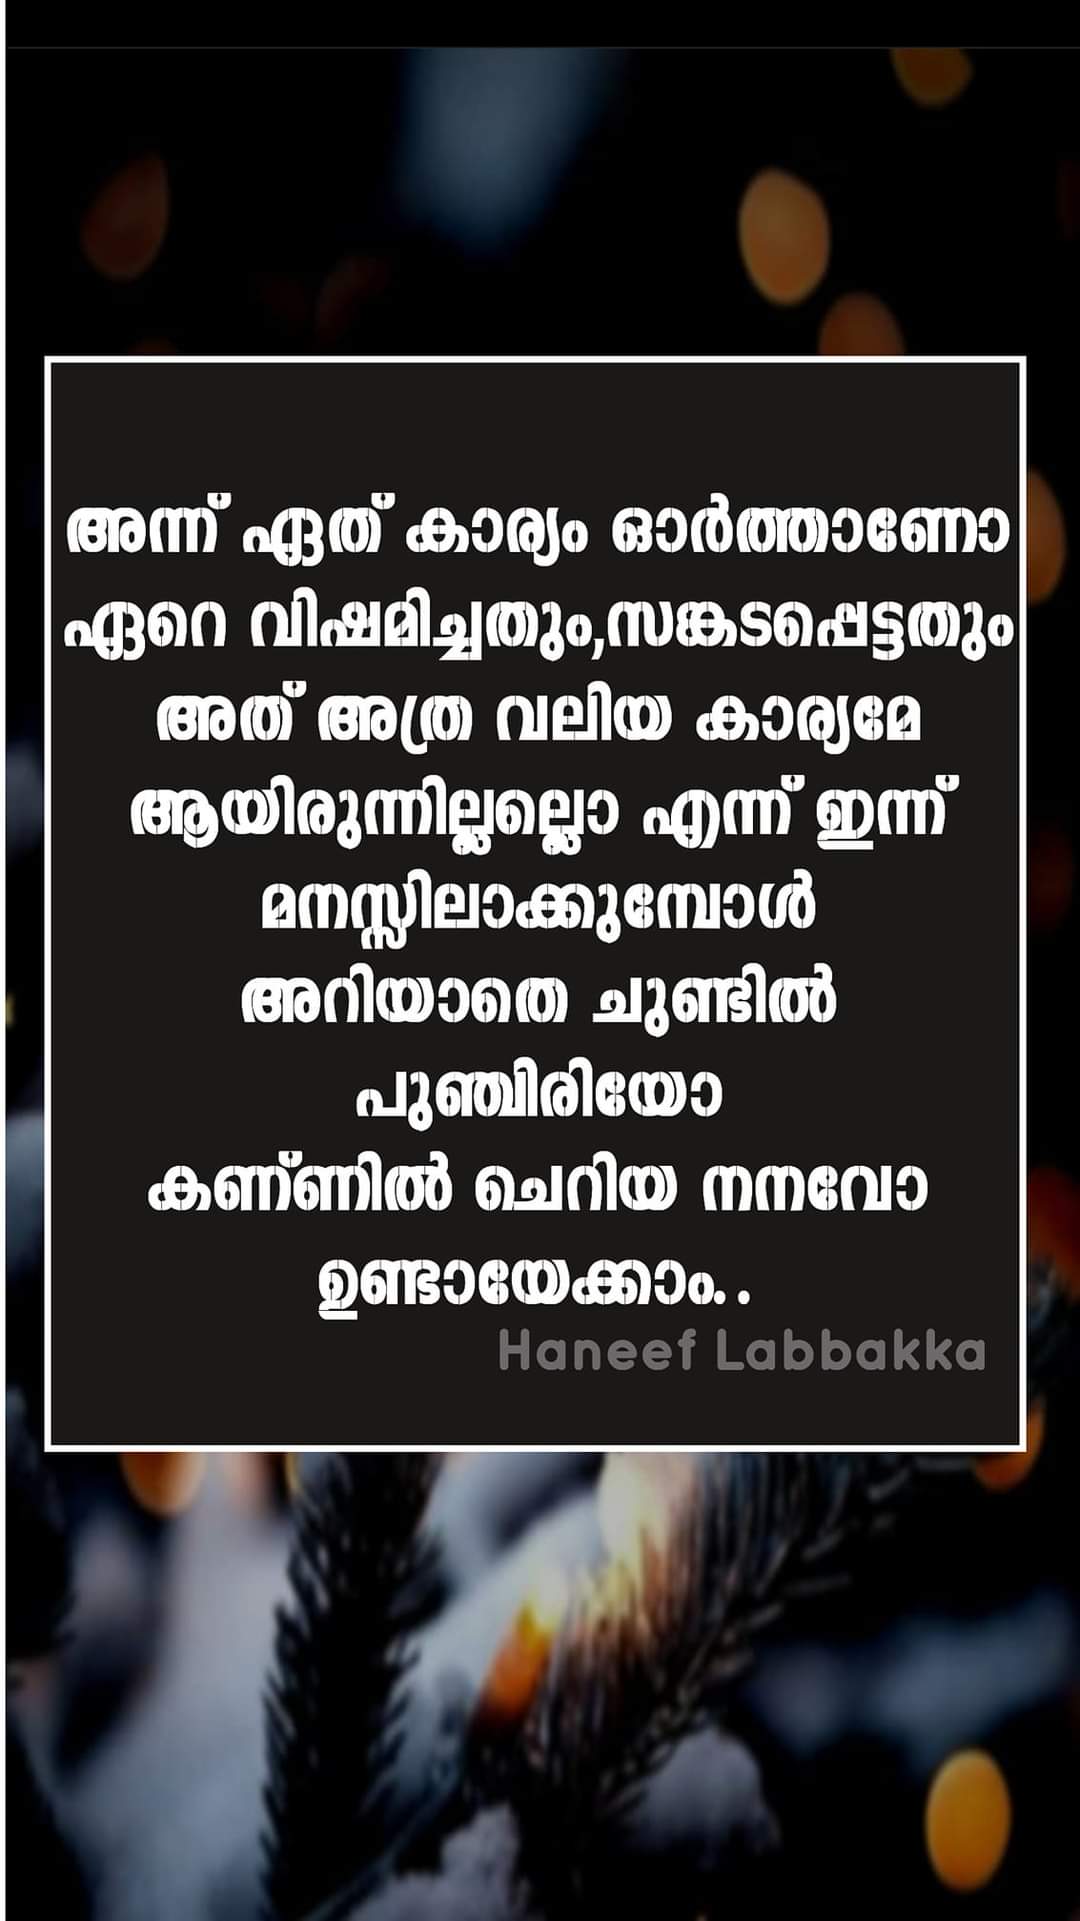 അന്ന് ഏത് കാര്യം ഓർത്താണോ
ഏറെ വിഷമിച്ചതും,സങ്കടപ്പെട്ടതും
അത് അത്ര വലിയ കാര്യമേ
ആയിരുന്നില്ലല്ലൊ എന്ന് ഇന്ന്
മനസ്സിലാക്കുമ്പോൾ
അറിയാതെ ചുണ്ടിൽ
പുഞ്ചിരിയോ
കണ്ണിൽ ചെറിയ നനവോ
ഉണ്ടായേക്കാം..
Haneef Labbakka